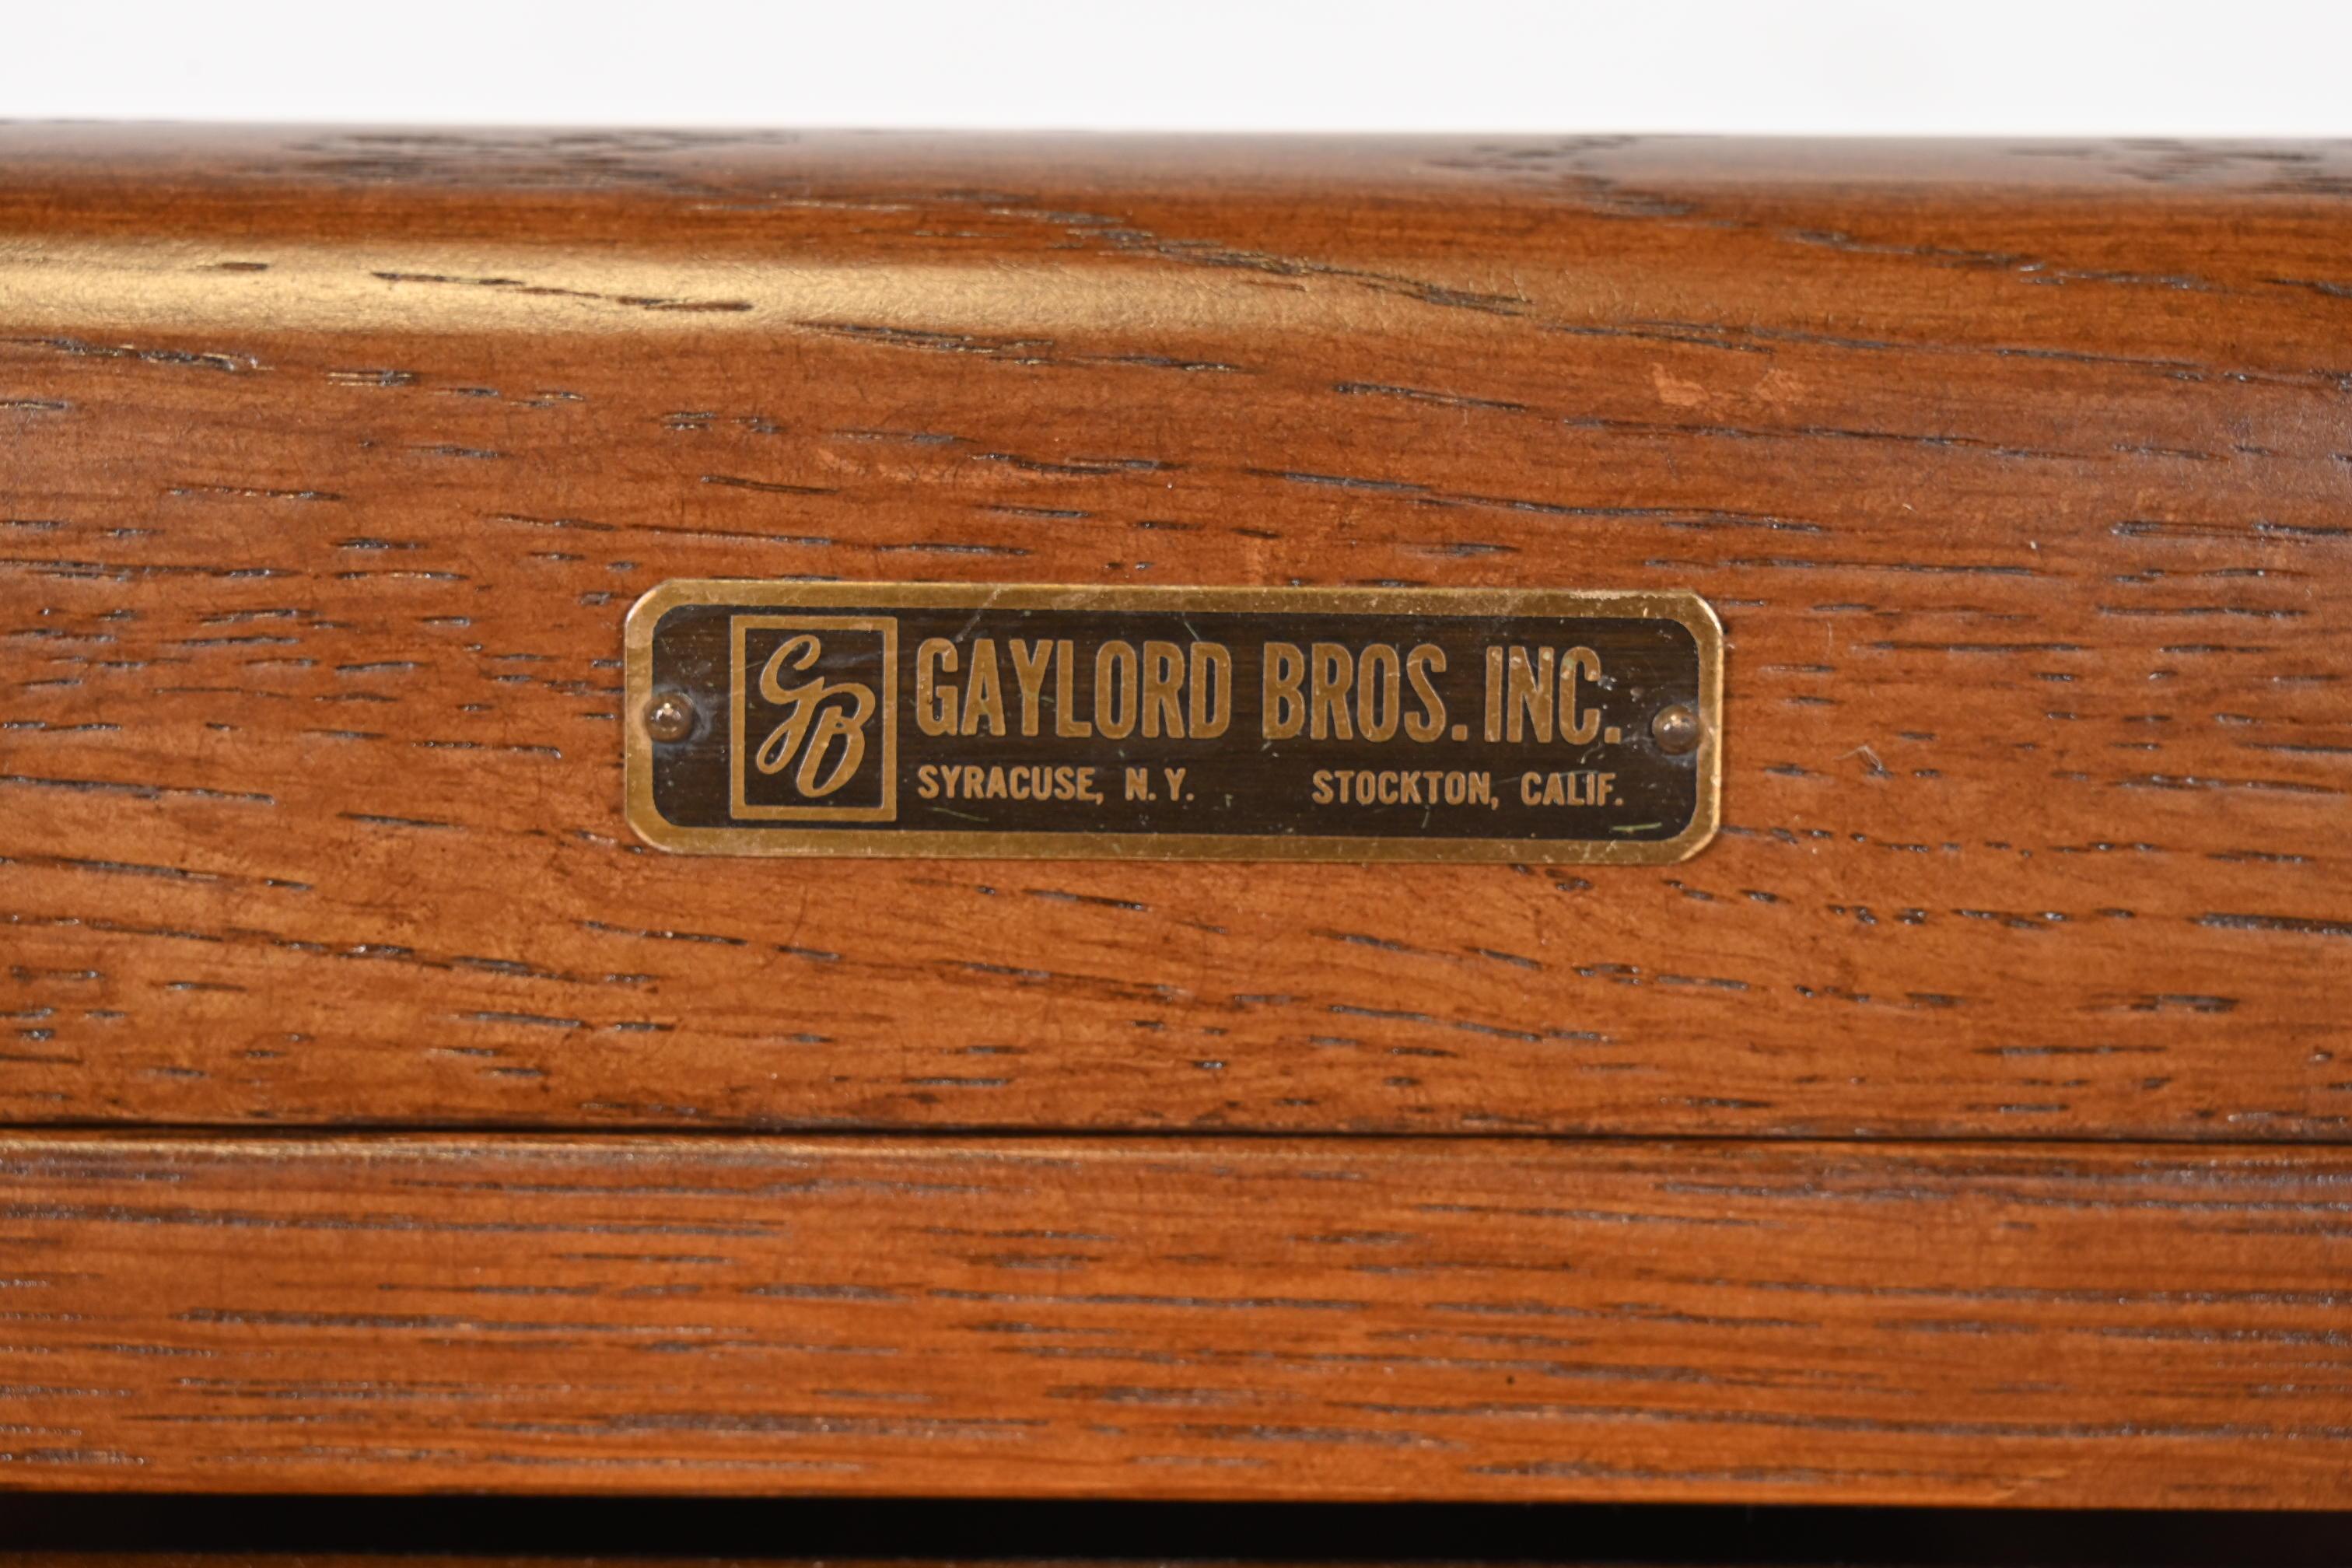 GB
GAYLORD BROS. INC.
SYRACUSE, N.Y. STOCKTON, CALIF.